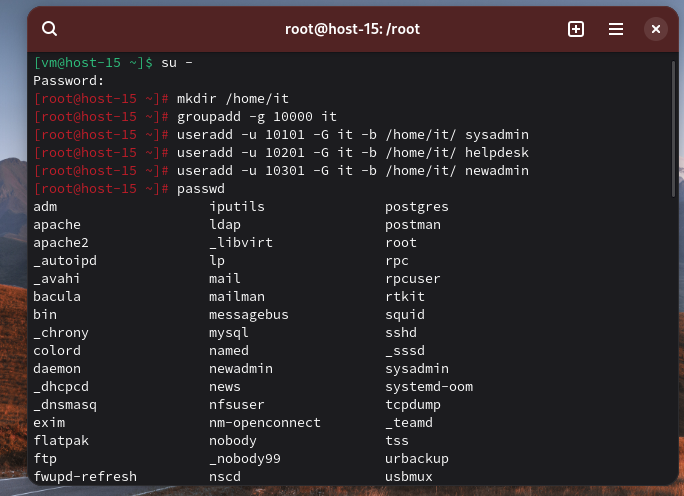 root@host-15: /root
[vm@host-15 ~]$ su -
Password:
[root@host-15 ~]# mkdir /home/it
[root@host-15 ~]# groupadd -g 10000 it
[root@host-15 ~]# useradd -u 10101 -G it -b /home/it/ sysadmin
[root@host-15 ~]# useradd -u 10201 -G it -b /home/it/ helpdesk
[root@host-15 ~]# useradd -u 10301 -G it -b /home/it/ newadmin
[root@host-15 ~]# passwd
adm iputils postgres
apache ldap postman
apache2 _libvirt root
_autoipd lp rpc
_avahi mail rpcuser
bacula mailman rtkit
bin messagebus squid
_chrony mysql sshd
colord named _sssd
daemon newadmin sysadmin
_dhcpcd news systemd-oom
_dnsmasq nfsuser tcpdump
exim nm-openconnect _teamd
flatpak nobody tss
ftp _nobody99 urbackup
fwupd-refresh nscd usbmux